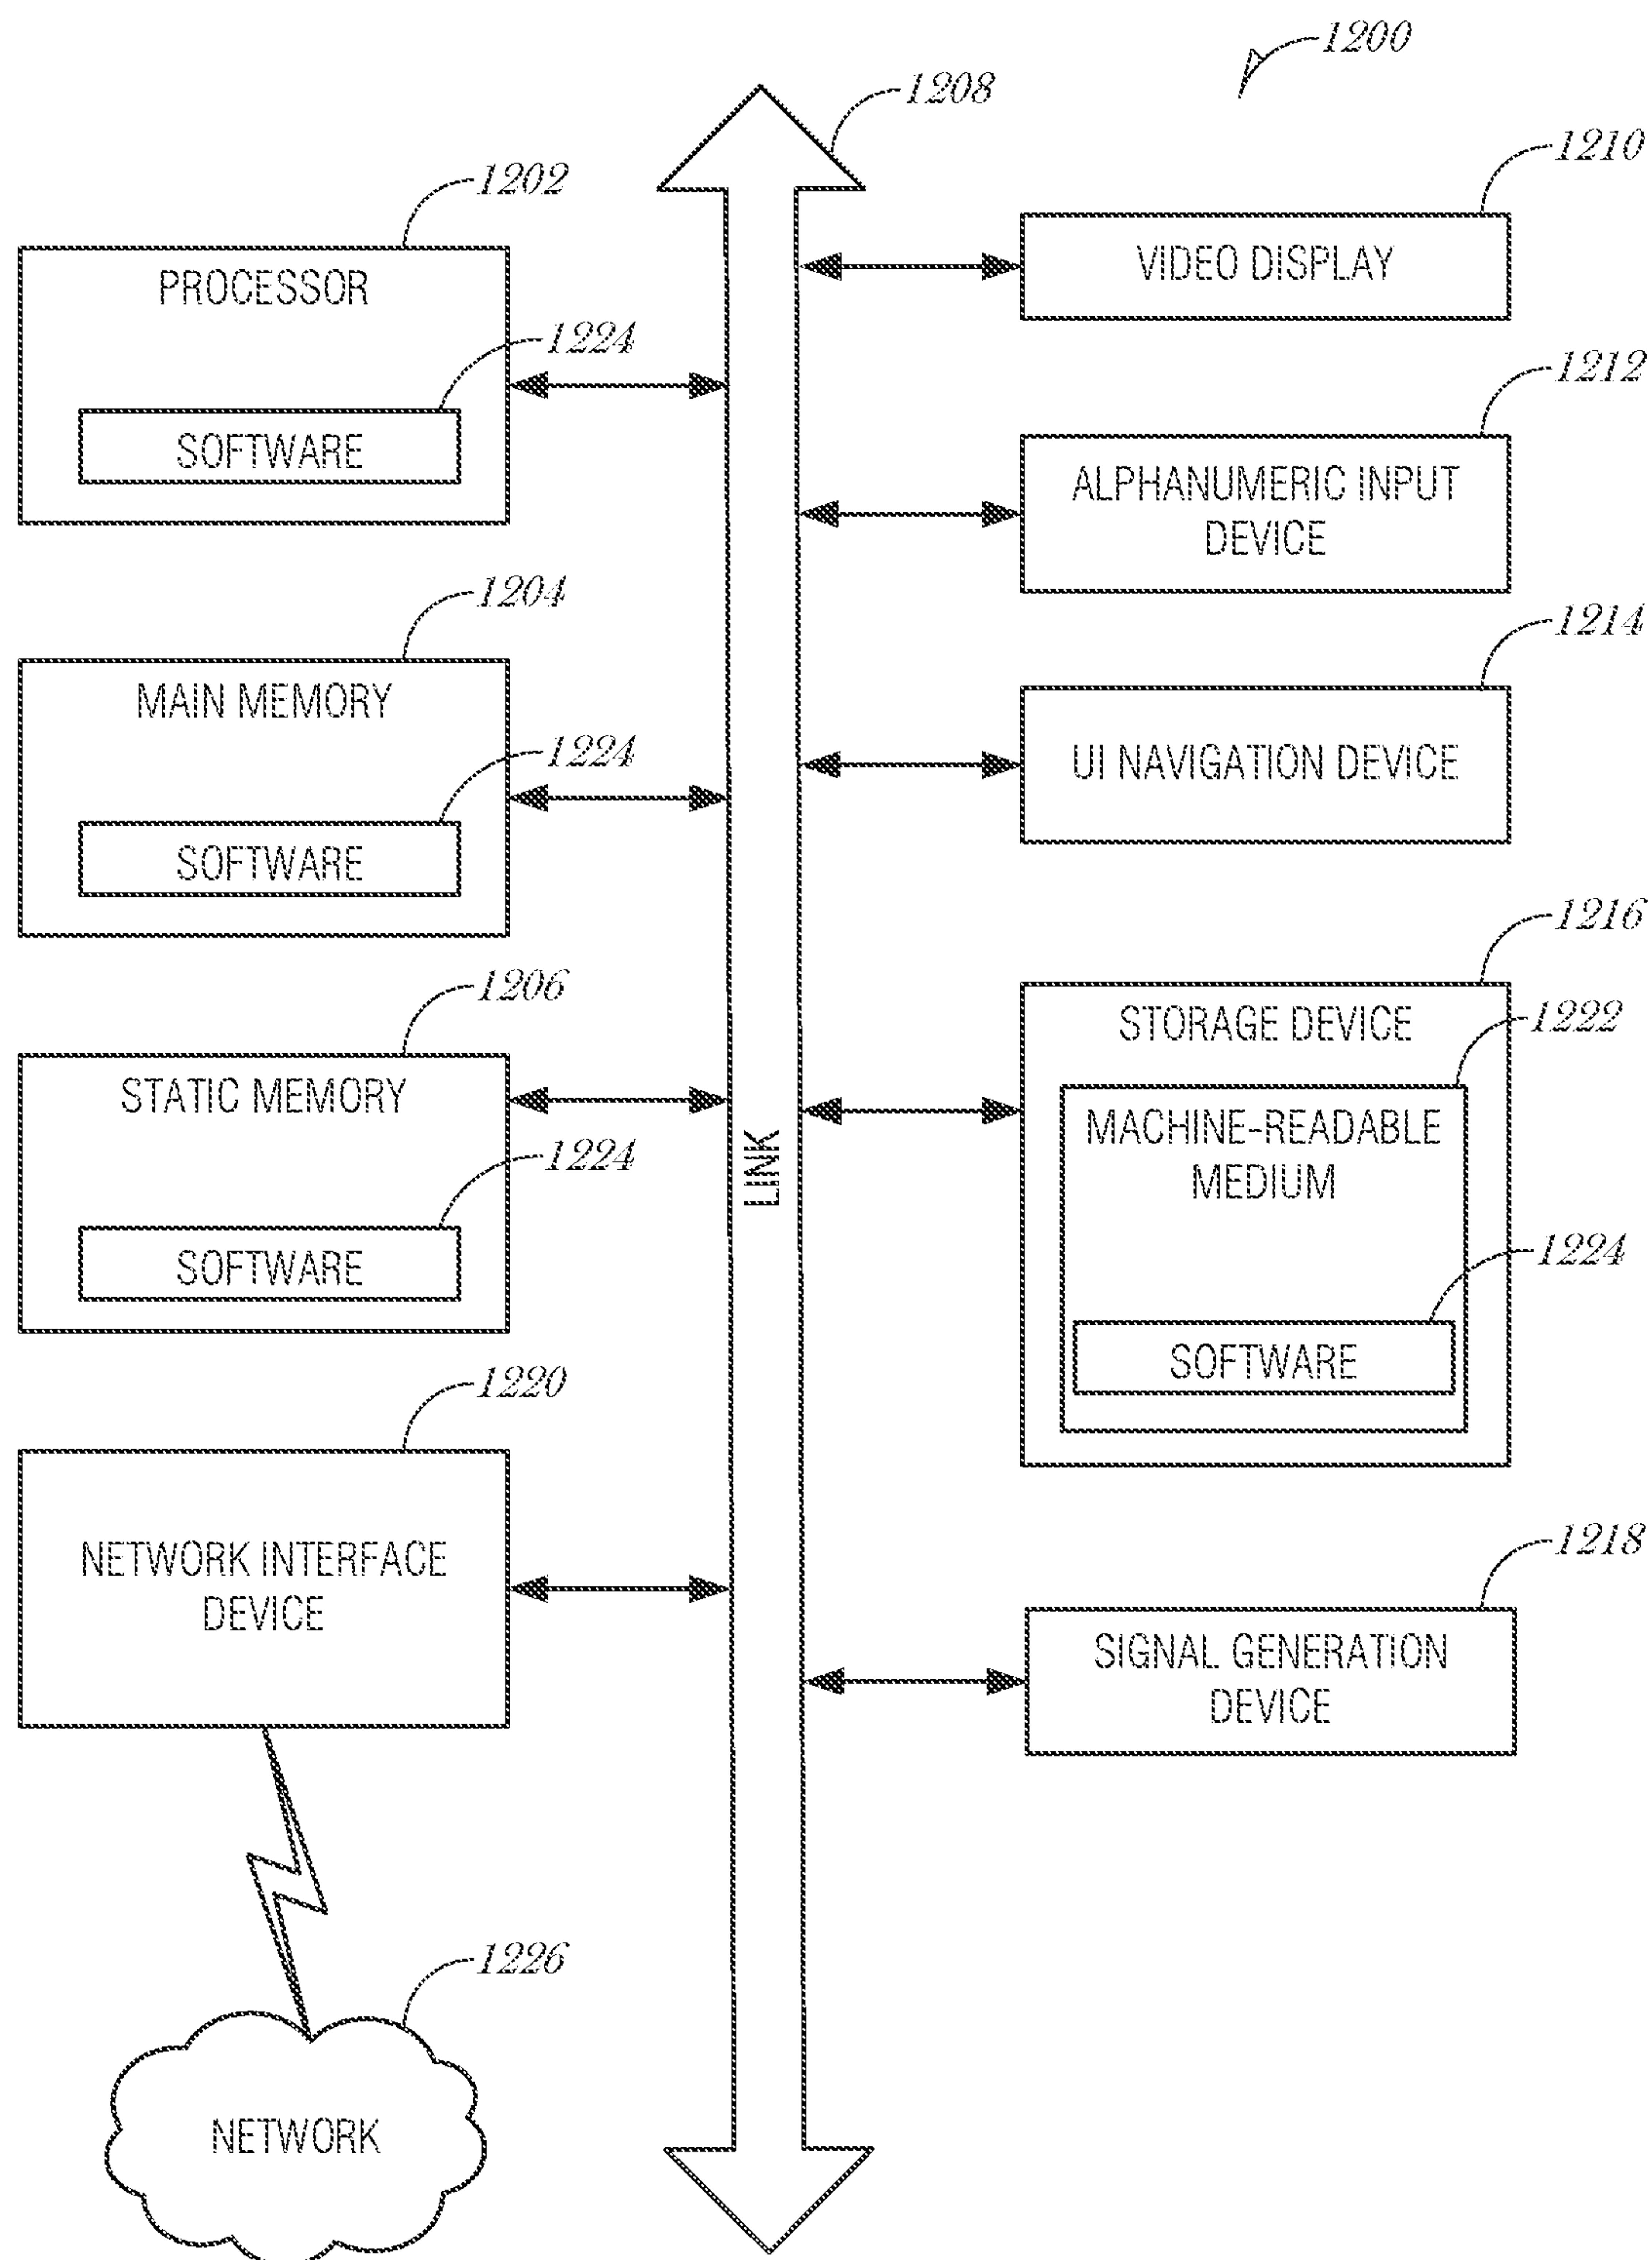 1200
1208
1202
PROCESSOR
1224
SOFTWARE
1204
MAIN MEMORY
1224
SOFTWARE
1206
STATIC MEMORY
1224
SOFTWARE
1220
NETWORK INTERFACE
DEVICE
1226
NETWORK
LINK
1210
VIDEO DISPLAY
1212
ALPHANUMERIC INPUT
DEVICE
1214
UI NAVIGATION DEVICE
1216
STORAGE DEVICE
1222
MACHINE-READABLE
MEDIUM
1224
SOFTWARE
1218
SIGNAL GENERATION
DEVICE